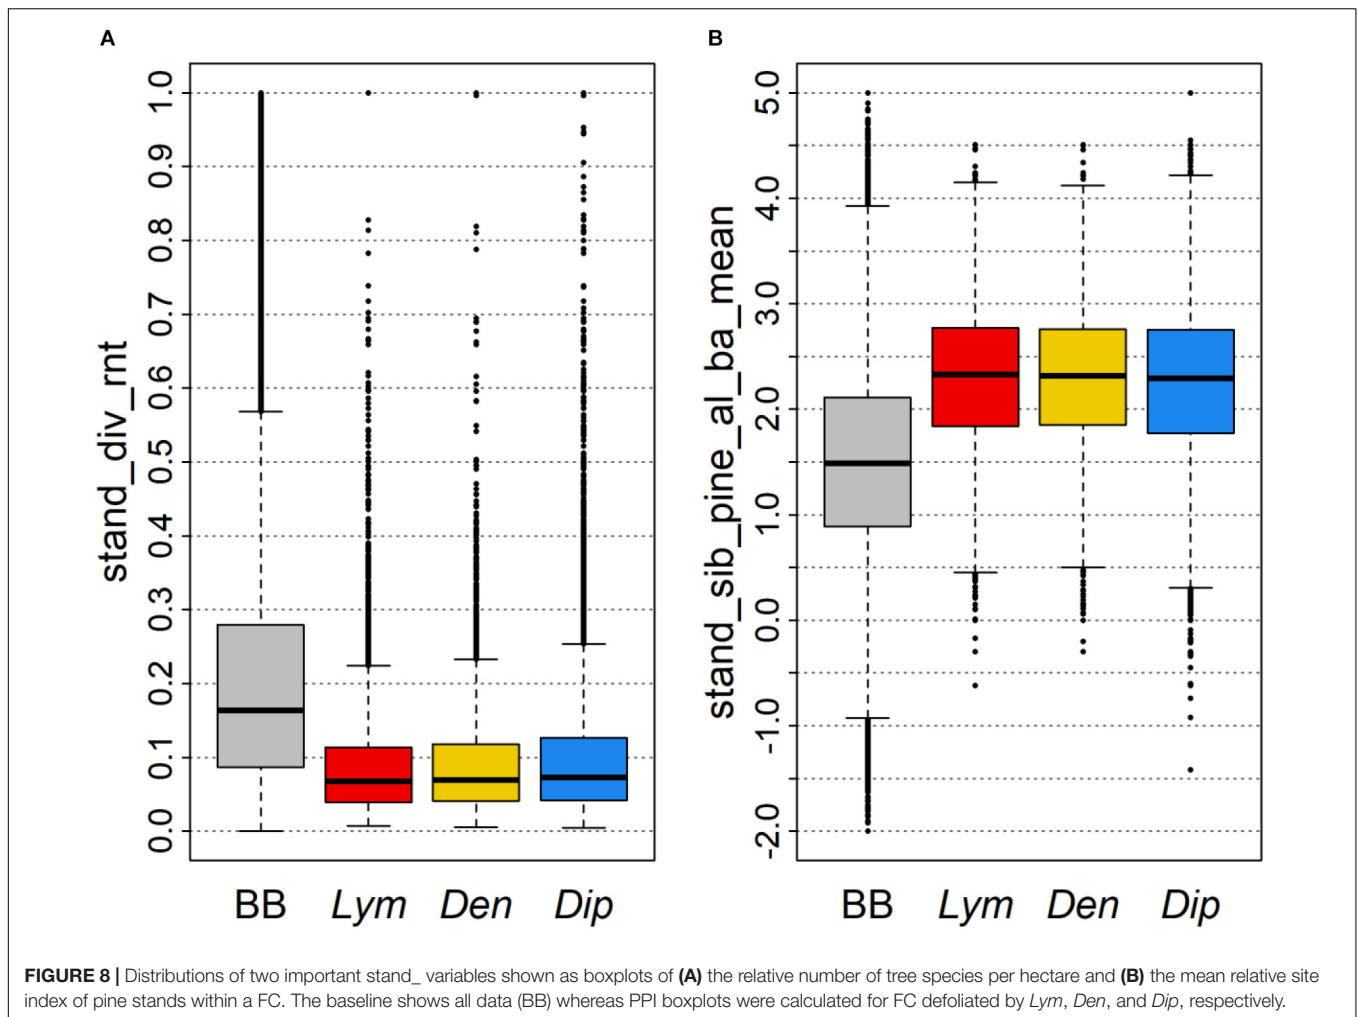 A
B
stand_div_rnt
1.0
0.9
0.8
0.7
0.6
0.5
0.4
0.3
0.2
0.1
0.0
BB Lym Den Dip
stand_sib_pine_al_ba_mean
5.0
4.0
3.0
2.0
1.0
0.0
-1.0
-2.0
BB Lym Den Dip
FIGURE 8 | Distributions of two important stand_ variables shown as boxplots of (A) the relative number of tree species per hectare and (B) the mean relative site
index of pine stands within a FC. The baseline shows all data (BB) whereas PPI boxplots were calculated for FC defoliated by Lym, Den, and Dip, respectively.